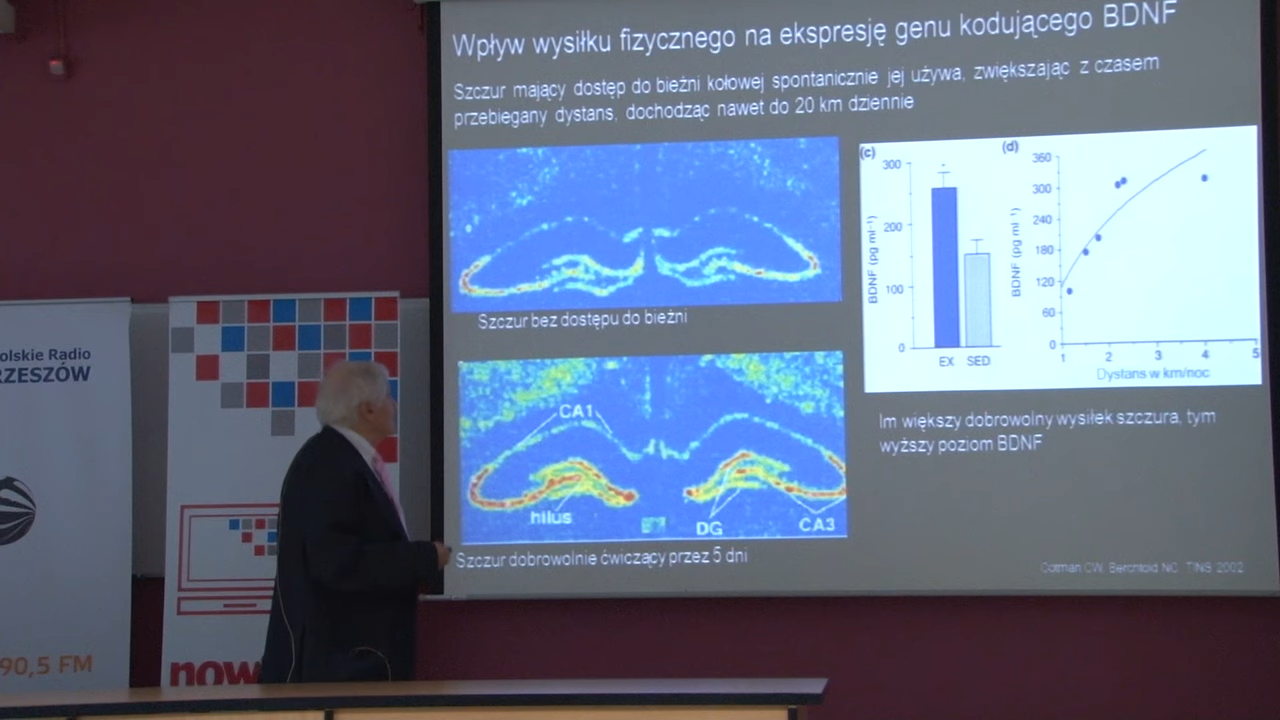 Wpływ wysiłku fizycznego na ekspresję genu kodującego BDNF
Szczur mający dostęp do bieżni kołowej spontanicznie jej używa, zwiększając z czasem
przebiegany dystans, dochodząc nawet do 20 km dziennie
Szczur bez dostępu do bieżni
CA1
hilus
DG
CA3
Szczur dobrowolnie ćwiczący przez 5 dni
(c)
BDNF (pg ml⁻¹)
300
200
100
0
EX SED
(d)
BDNF (pg ml⁻¹)
360
300
240
180
120
60
0
1 2 3 4 5
Dystans w km/noc
Im większy dobrowolny wysiłek szczura, tym
wyższy poziom BDNF
Cotman CW, Berchtold NC, TINS 2002
olskie Radio
RZESZÓW
90,5 FM
now